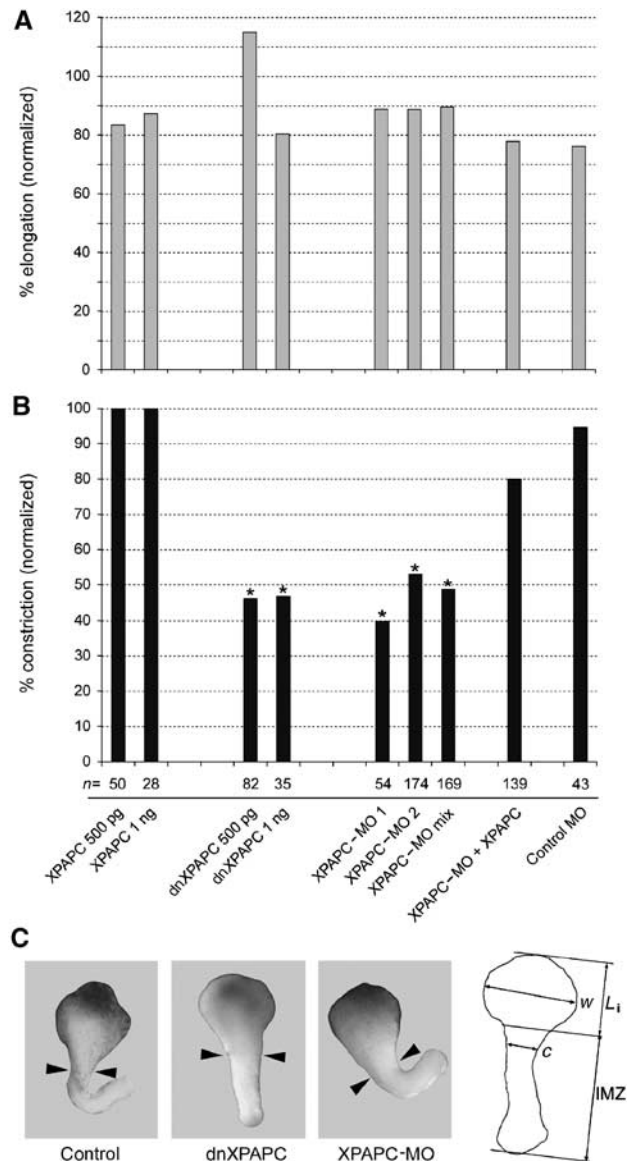 A
% elongation (normalized)
120
100
80
60
40
20
0
B
% constriction (normalized)
100
90
80
70
60
50
40
30
20
10
0
* * * * *
n= 50 28 82 35 54 174 169 139 43
XPAPC 500 pg
XPAPC 1 ng
dnXPAPC 500 pg
dnXPAPC 1 ng
XPAPC–MO 1
XPAPC–MO 2
XPAPC–MO mix
XPAPC–MO + XPAPC
Control MO
C
w
Li
c
IMZ
Control
dnXPAPC
XPAPC-MO